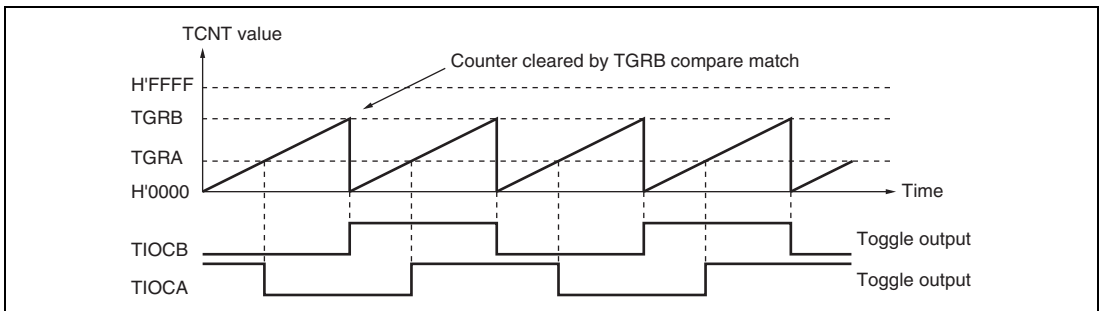 TCNT value
Counter cleared by TGRB compare match
H'FFFF
TGRB
TGRA
H'0000
Time
TIOCB
Toggle output
TIOCA
Toggle output